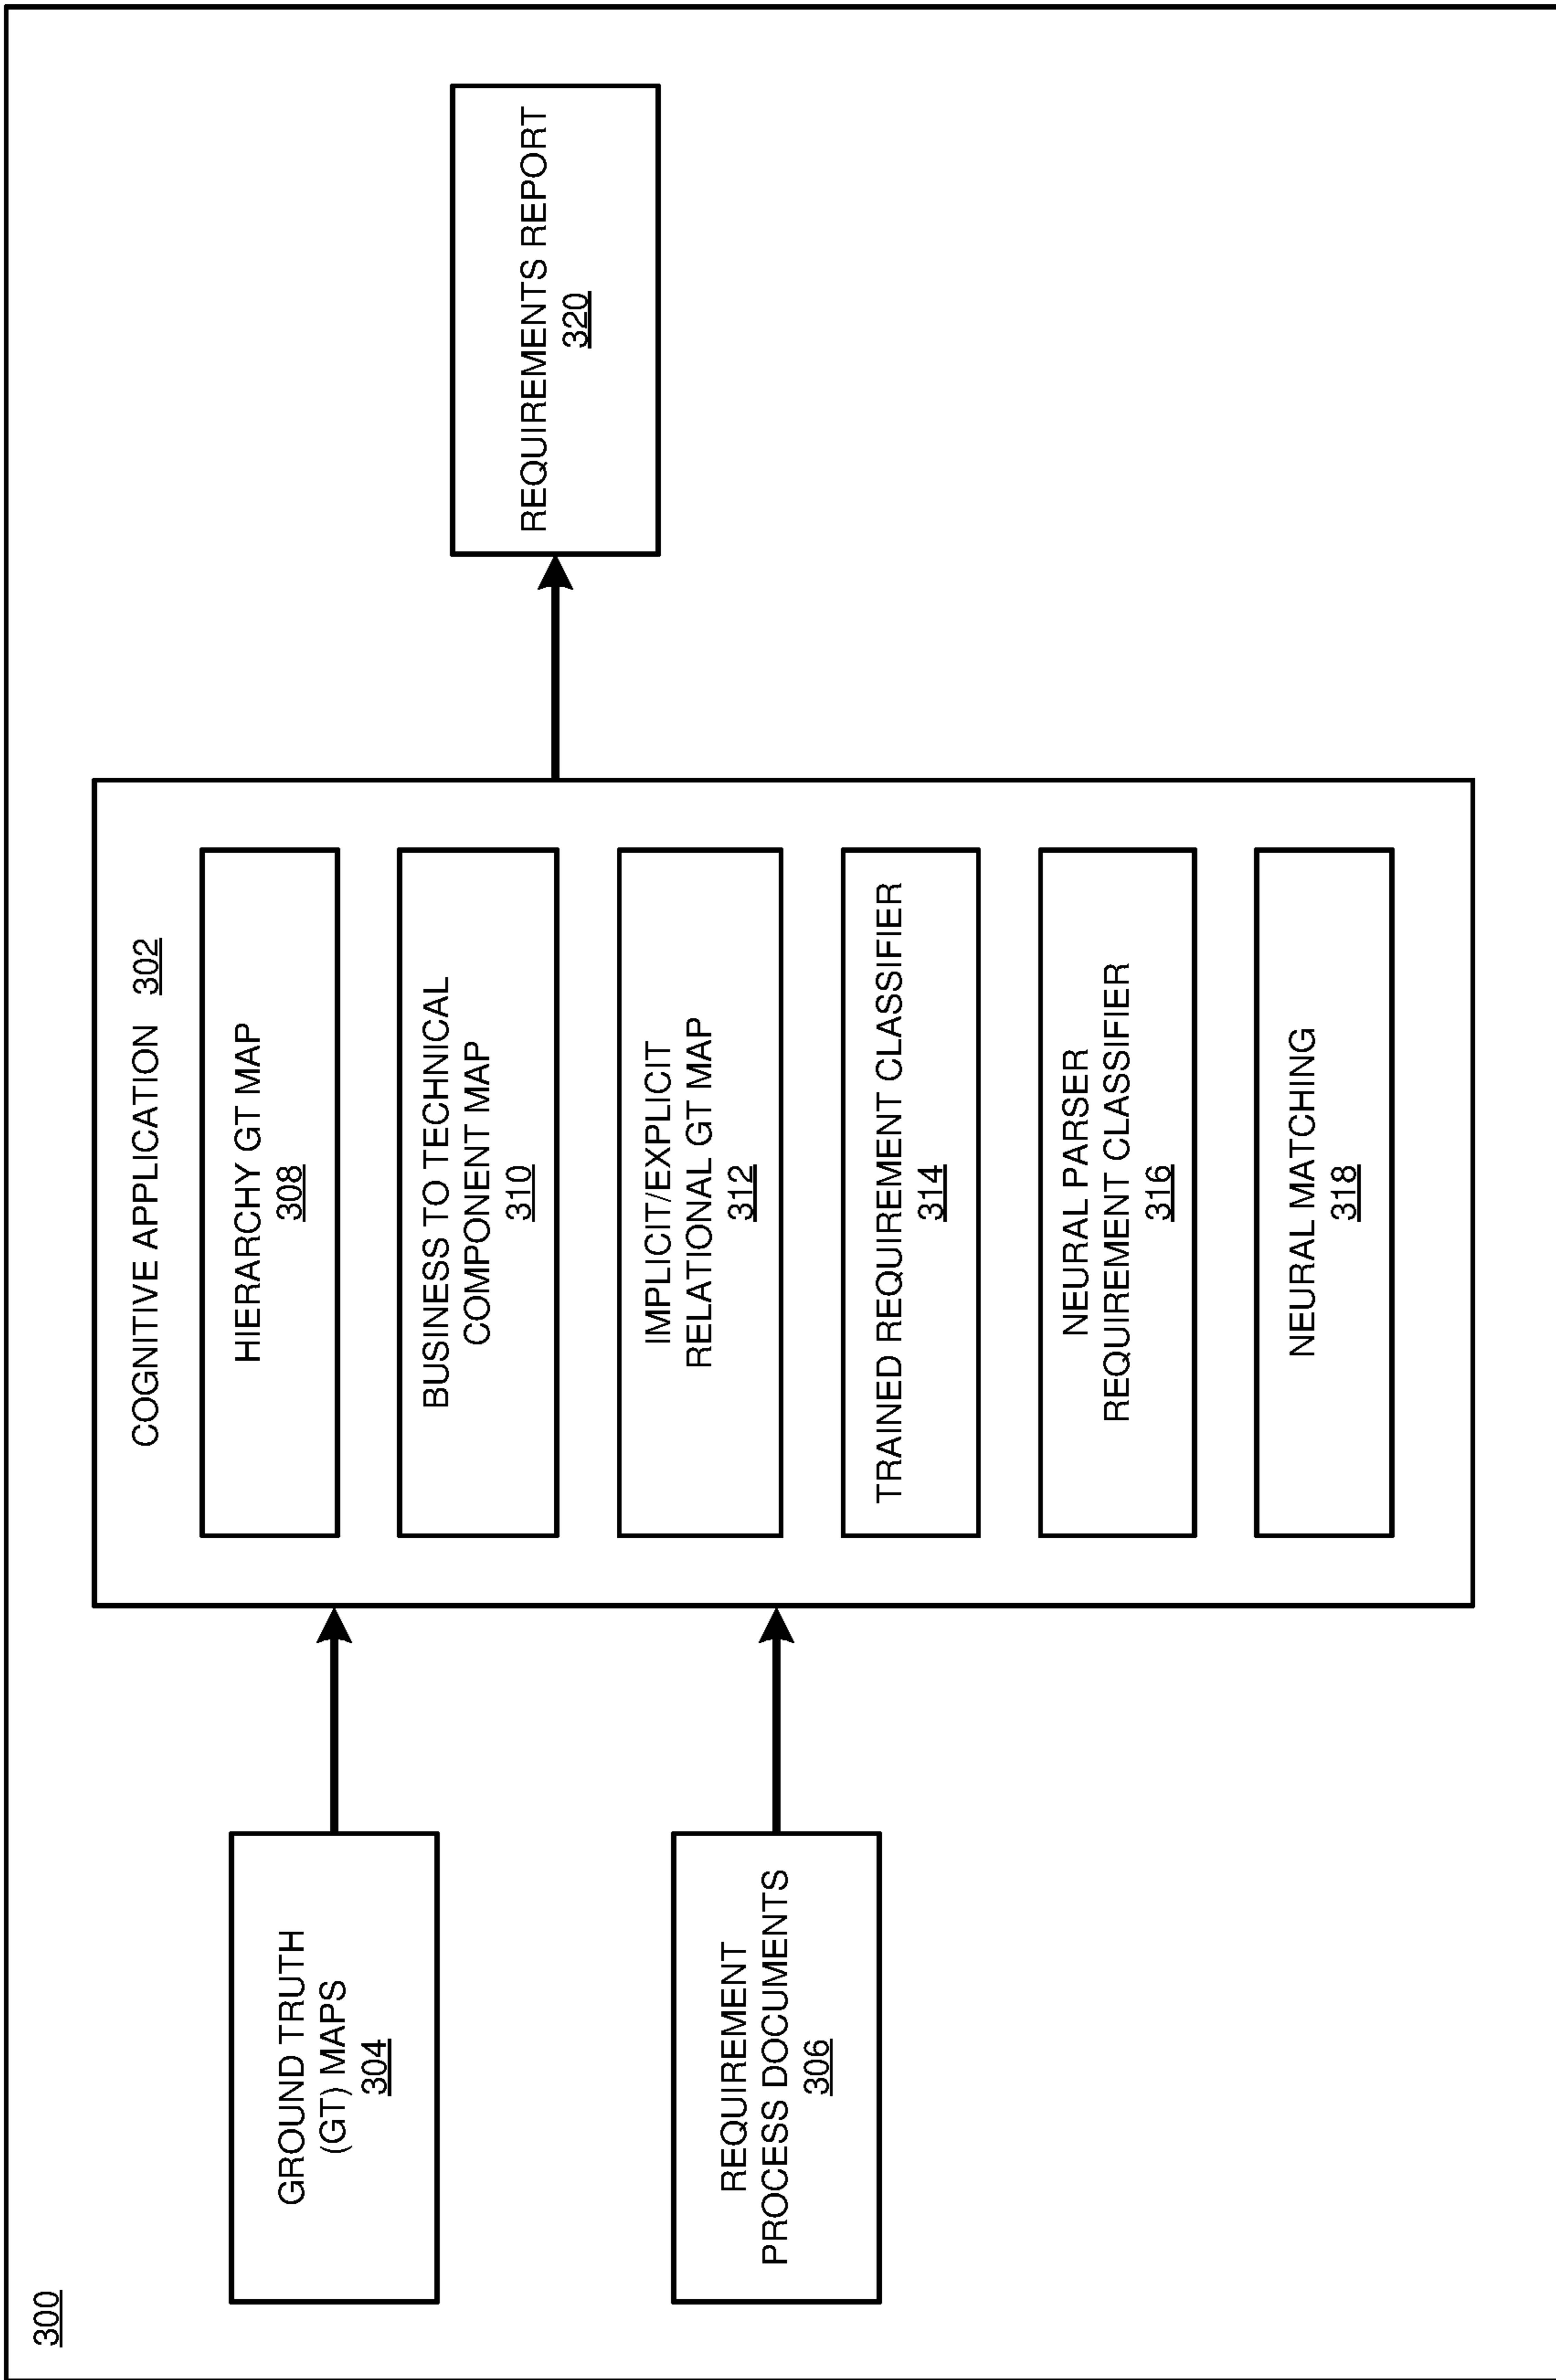 300
GROUND TRUTH
(GT) MAPS
304
REQUIREMENT
PROCESS DOCUMENTS
306
COGNITIVE APPLICATION 302
HIERARCHY GT MAP
308
BUSINESS TO TECHNICAL
COMPONENT MAP
310
IMPLICIT/EXPLICIT
RELATIONAL GT MAP
312
TRAINED REQUIREMENT CLASSIFIER
314
NEURAL PARSER
REQUIREMENT CLASSIFIER
316
NEURAL MATCHING
318
REQUIREMENTS REPORT
320